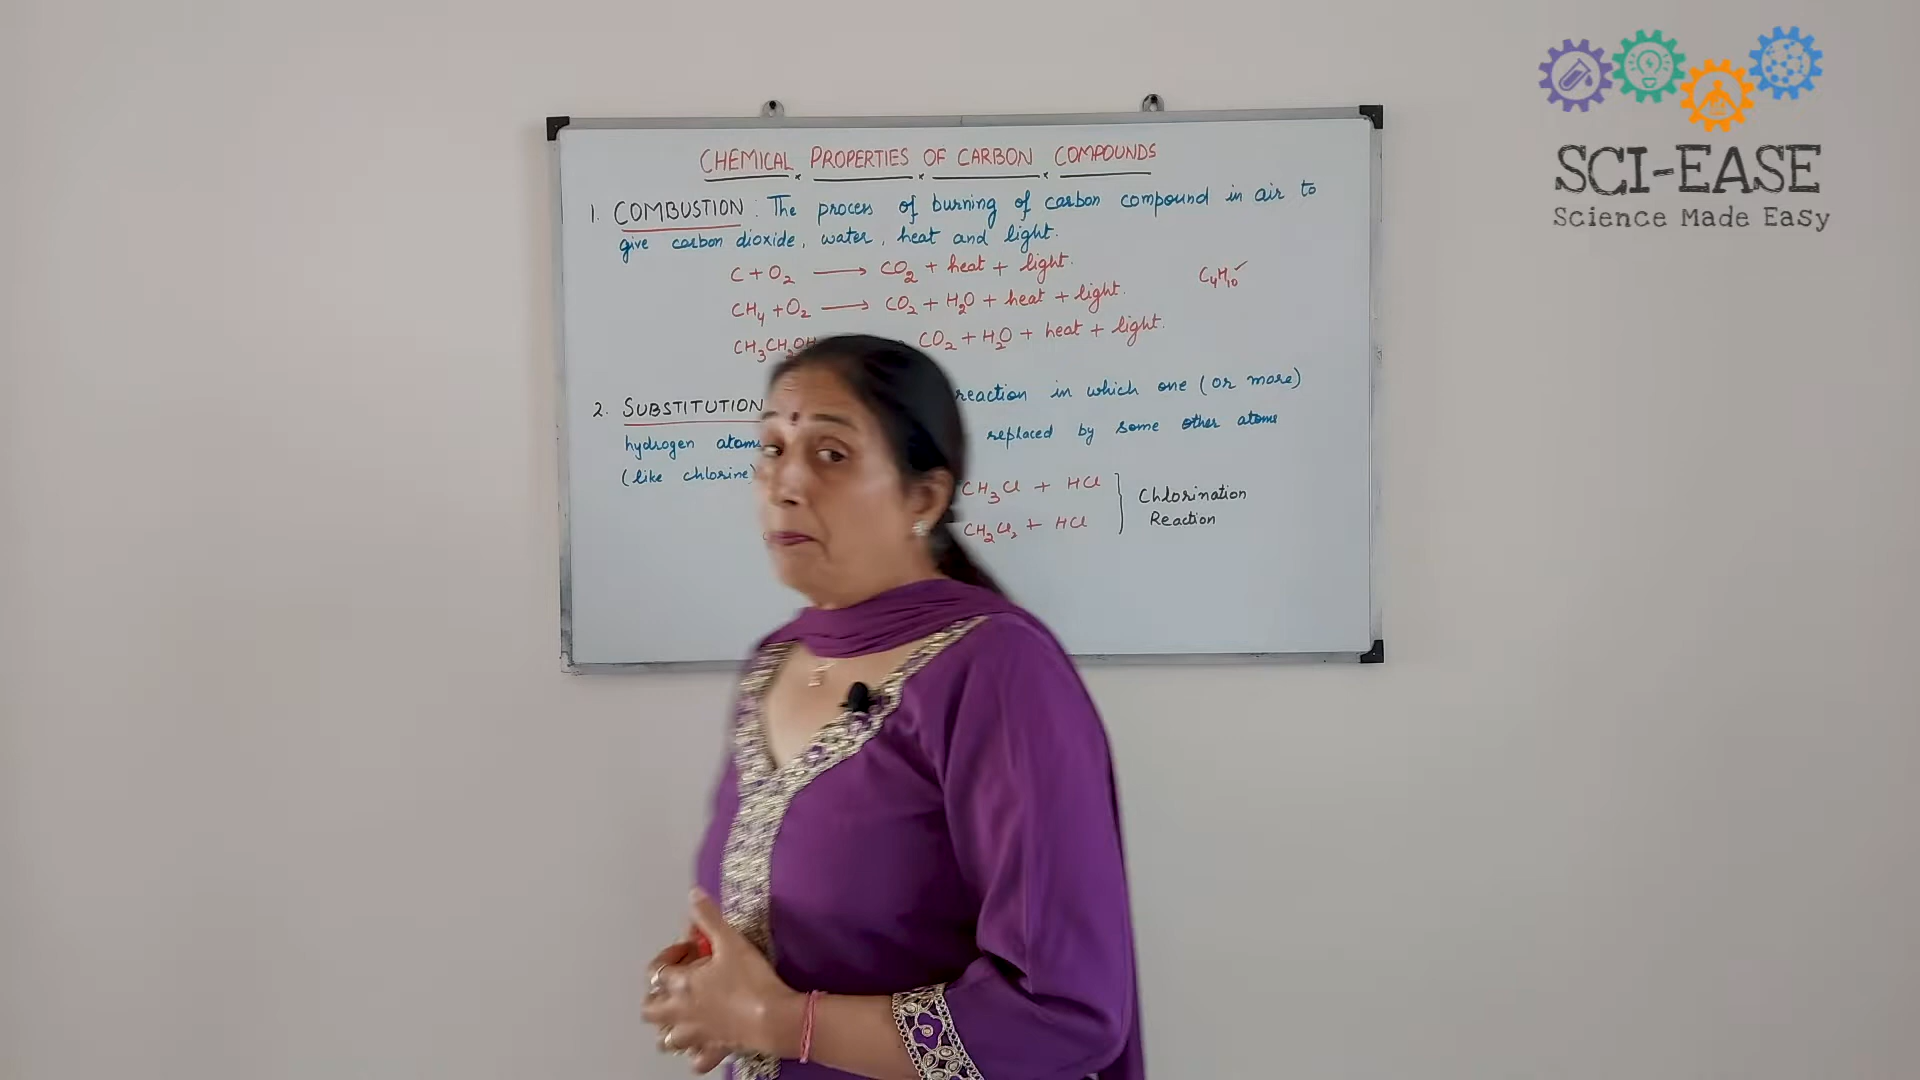 SCI-EASE
Science Made Easy
CHEMICAL PROPERTIES OF CARBON COMPOUNDS
1. COMBUSTION : The process of burning of carbon compound in air to
give carbon dioxide, water, heat and light.
C + O₂ → CO₂ + heat + light.
C₄H₁₀ ✓
CH₄ + O₂ → CO₂ + H₂O + heat + light.
CH₃CH₂OH CO₂ + H₂O + heat + light.
2. SUBSTITUTION reaction in which one (or more)
hydrogen atoms replaced by some other atoms
(like chlorine)
CH₃Cl + HCl
CH₂Cl₂ + HCl
Chlorination
Reaction